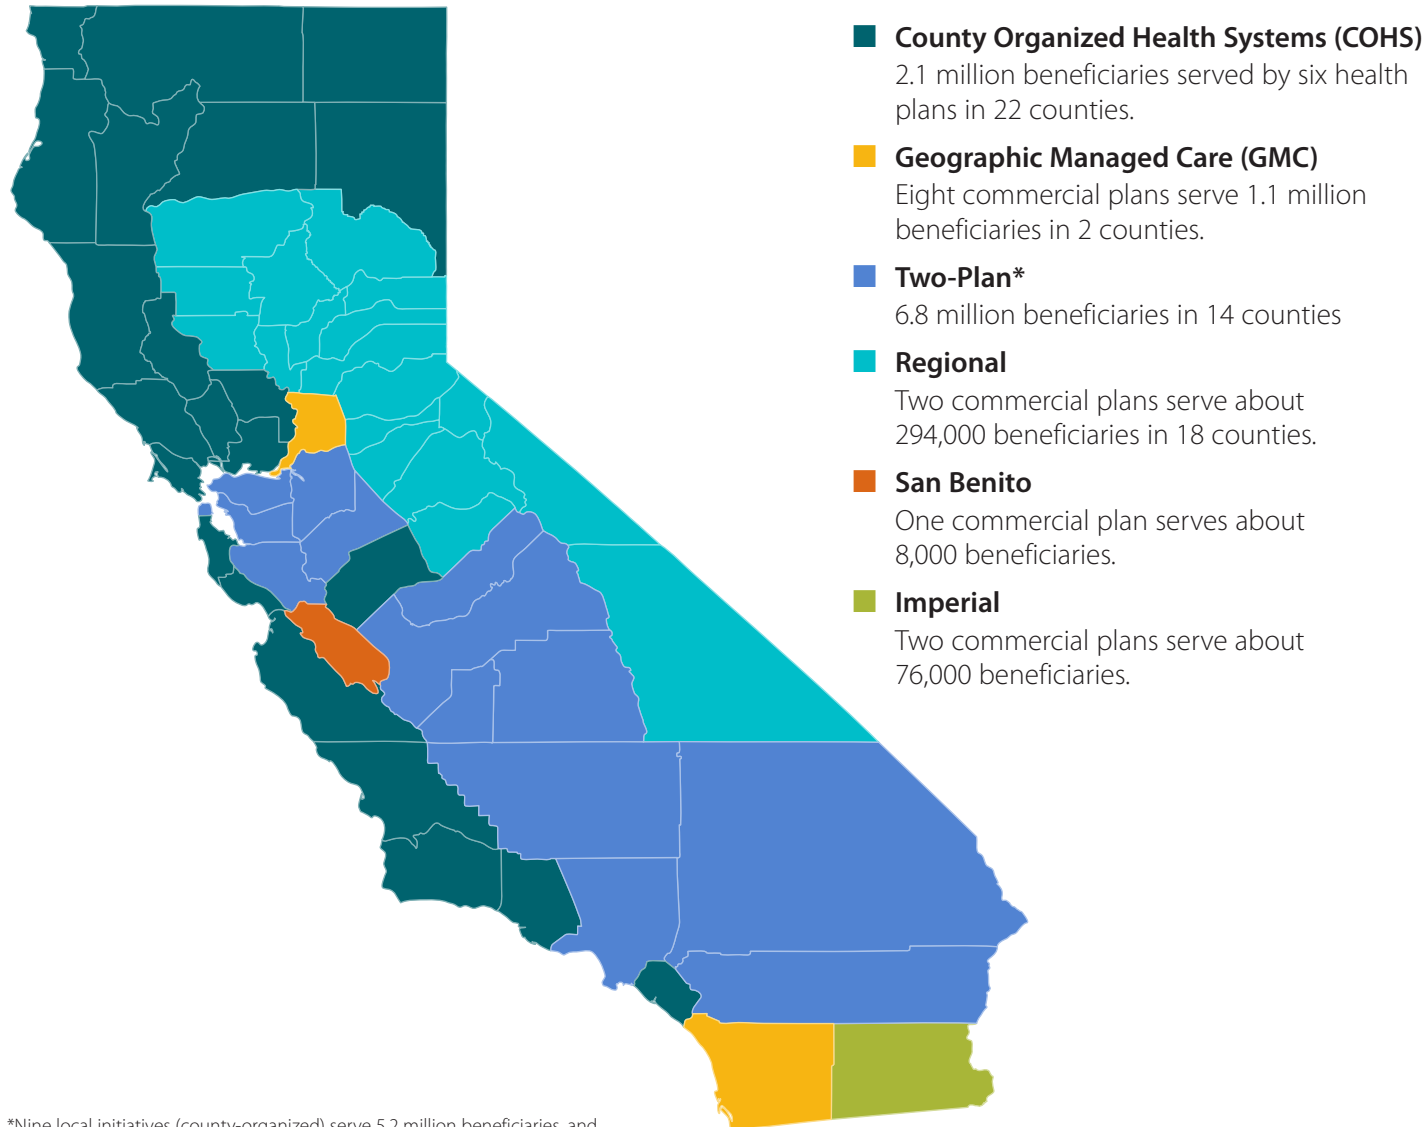 County Organized Health Systems (COHS)
2.1 million beneficiaries served by six health
plans in 22 counties.
Geographic Managed Care (GMC)
Eight commercial plans serve 1.1 million
beneficiaries in 2 counties.
Two-Plan*
6.8 million beneficiaries in 14 counties
Regional
Two commercial plans serve about
294,000 beneficiaries in 18 counties.
San Benito
One commercial plan serves about
8,000 beneficiaries.
Imperial
Two commercial plans serve about
76,000 beneficiaries.
*Nine local initiatives (county-organized) serve 5.2 million beneficiaries, and